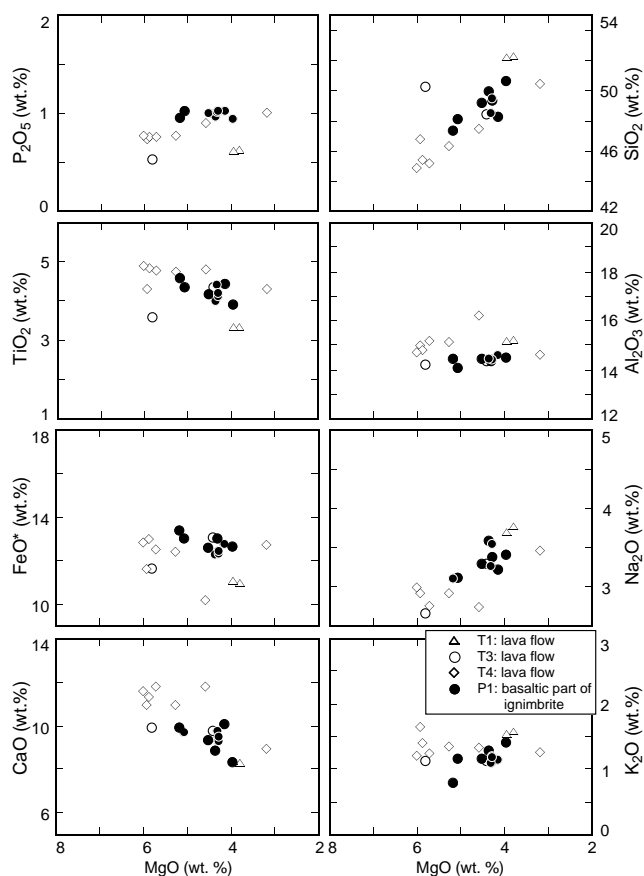 2
1
0
P2O5 (wt.%)
54
50
46
42
SiO2 (wt.%)
5
3
1
TiO2 (wt.%)
20
18
16
14
12
Al2O3 (wt.%)
18
13
10
FeO* (wt.%)
5
4
3
Na2O (wt.%)
14
10
6
CaO (wt.%)
T1: lava flow
T3: lava flow
T4: lava flow
P1: basaltic part of
ignimbrite
3
2
1
0
K2O (wt.%)
8
6
4
2
MgO (wt. %)
8
6
4
2
MgO (wt. %)